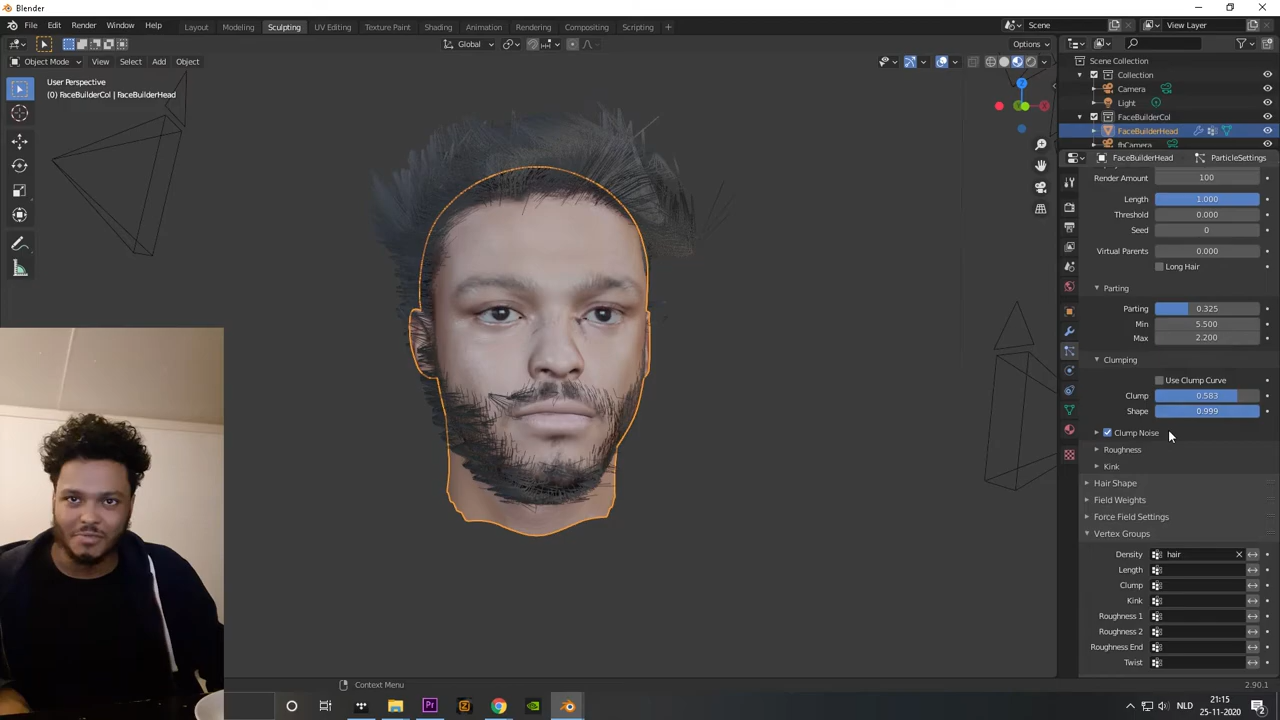 Blender
File Edit Render Window Help
Layout Modeling Sculpting UV Editing Texture Paint Shading Animation Rendering Compositing Scripting +
Scene
View Layer
Global
Options
Object Mode View Select Add Object
User Perspective
(0) FaceBuilderCol | FaceBuilderHead
Scene Collection
Collection
Camera
Light
FaceBuilderCol
FaceBuilderHead
fbCamera
FaceBuilderHead ParticleSettings
Render Amount 100
Length 1.000
Threshold 0.000
Seed 0
Virtual Parents 0.000
Long Hair
Parting
Parting 0.325
Min 5.500
Max 2.200
Clumping
Use Clump Curve
Clump 0.583
Shape 0.999
Clump Noise
Roughness
Kink
Hair Shape
Field Weights
Force Field Settings
Vertex Groups
Density hair
Length
Clump
Kink
Roughness 1
Roughness 2
Roughness End
Twist
Context Menu
2.90.1
21:15
NLD
25-11-2020